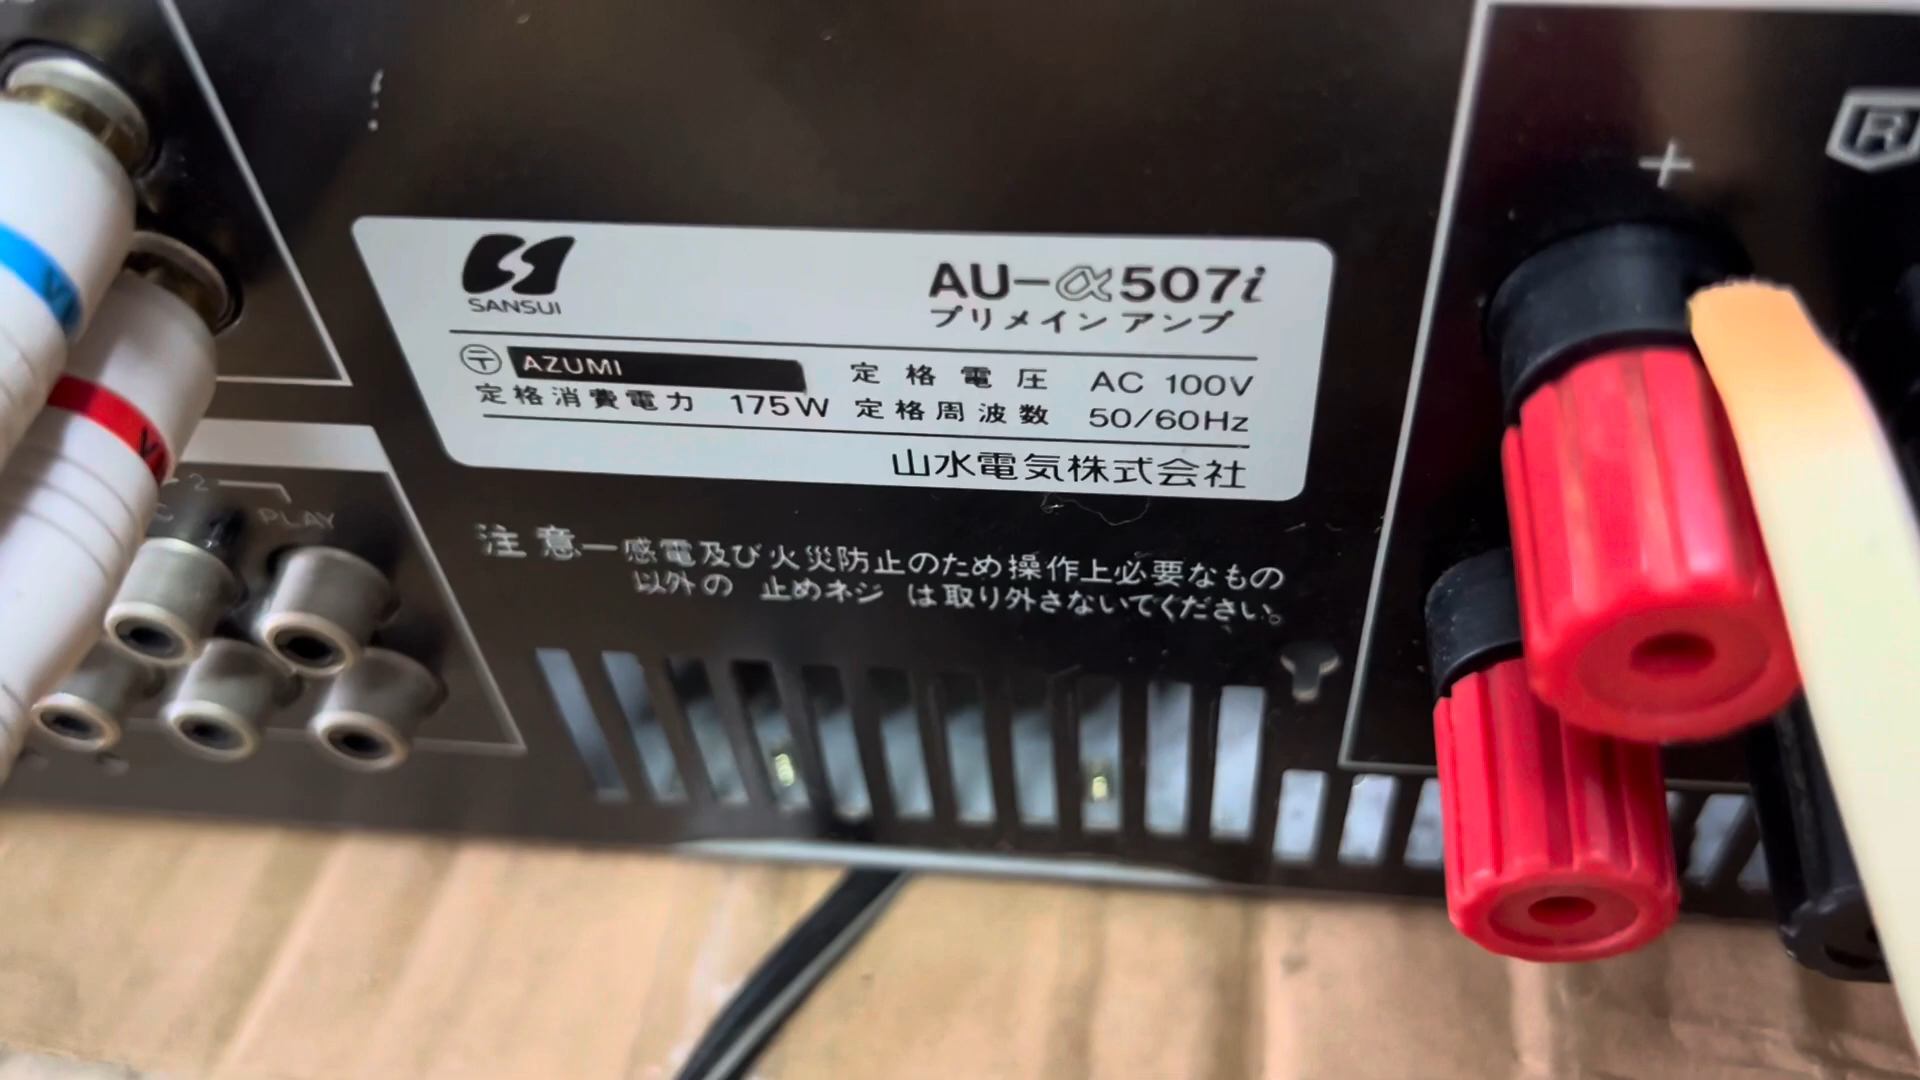 SANSUI
AU-α507i
プリメインアンプ
〒 AZUMI 定格電圧 AC 100V
定格消費電力 175W 定格周波数 50/60Hz
山水電気株式会社
注意—感電及び火災防止のため操作上必要なもの
以外の 止めネジ は取り外さないでください。
+
R
2
PLAY